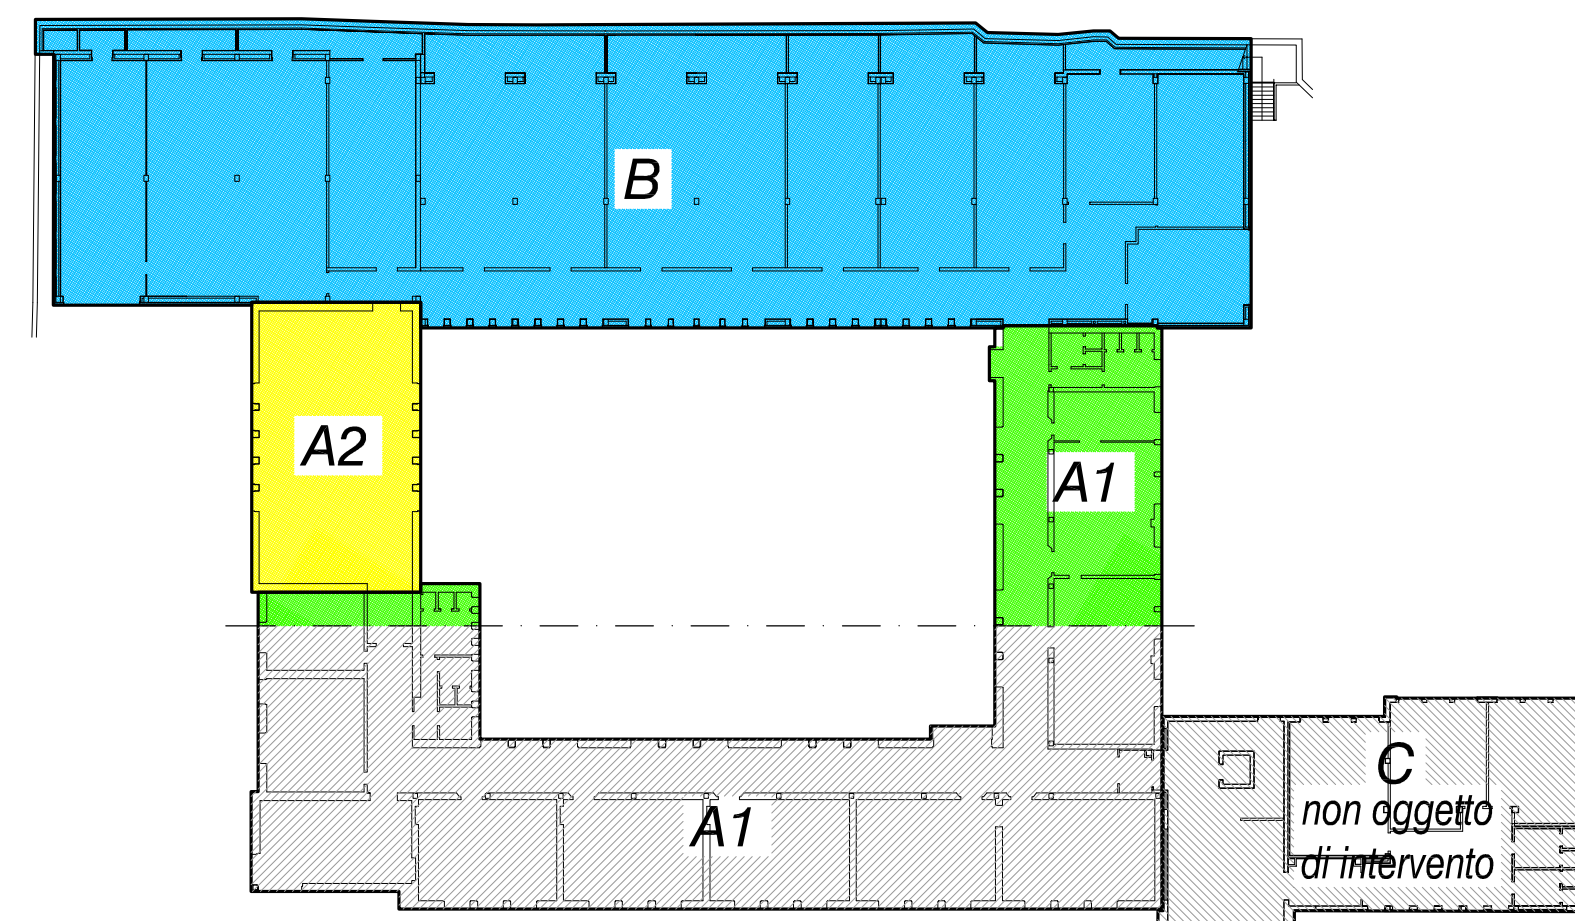 B
A2
A1
C
non oggetto
di intervento
A1